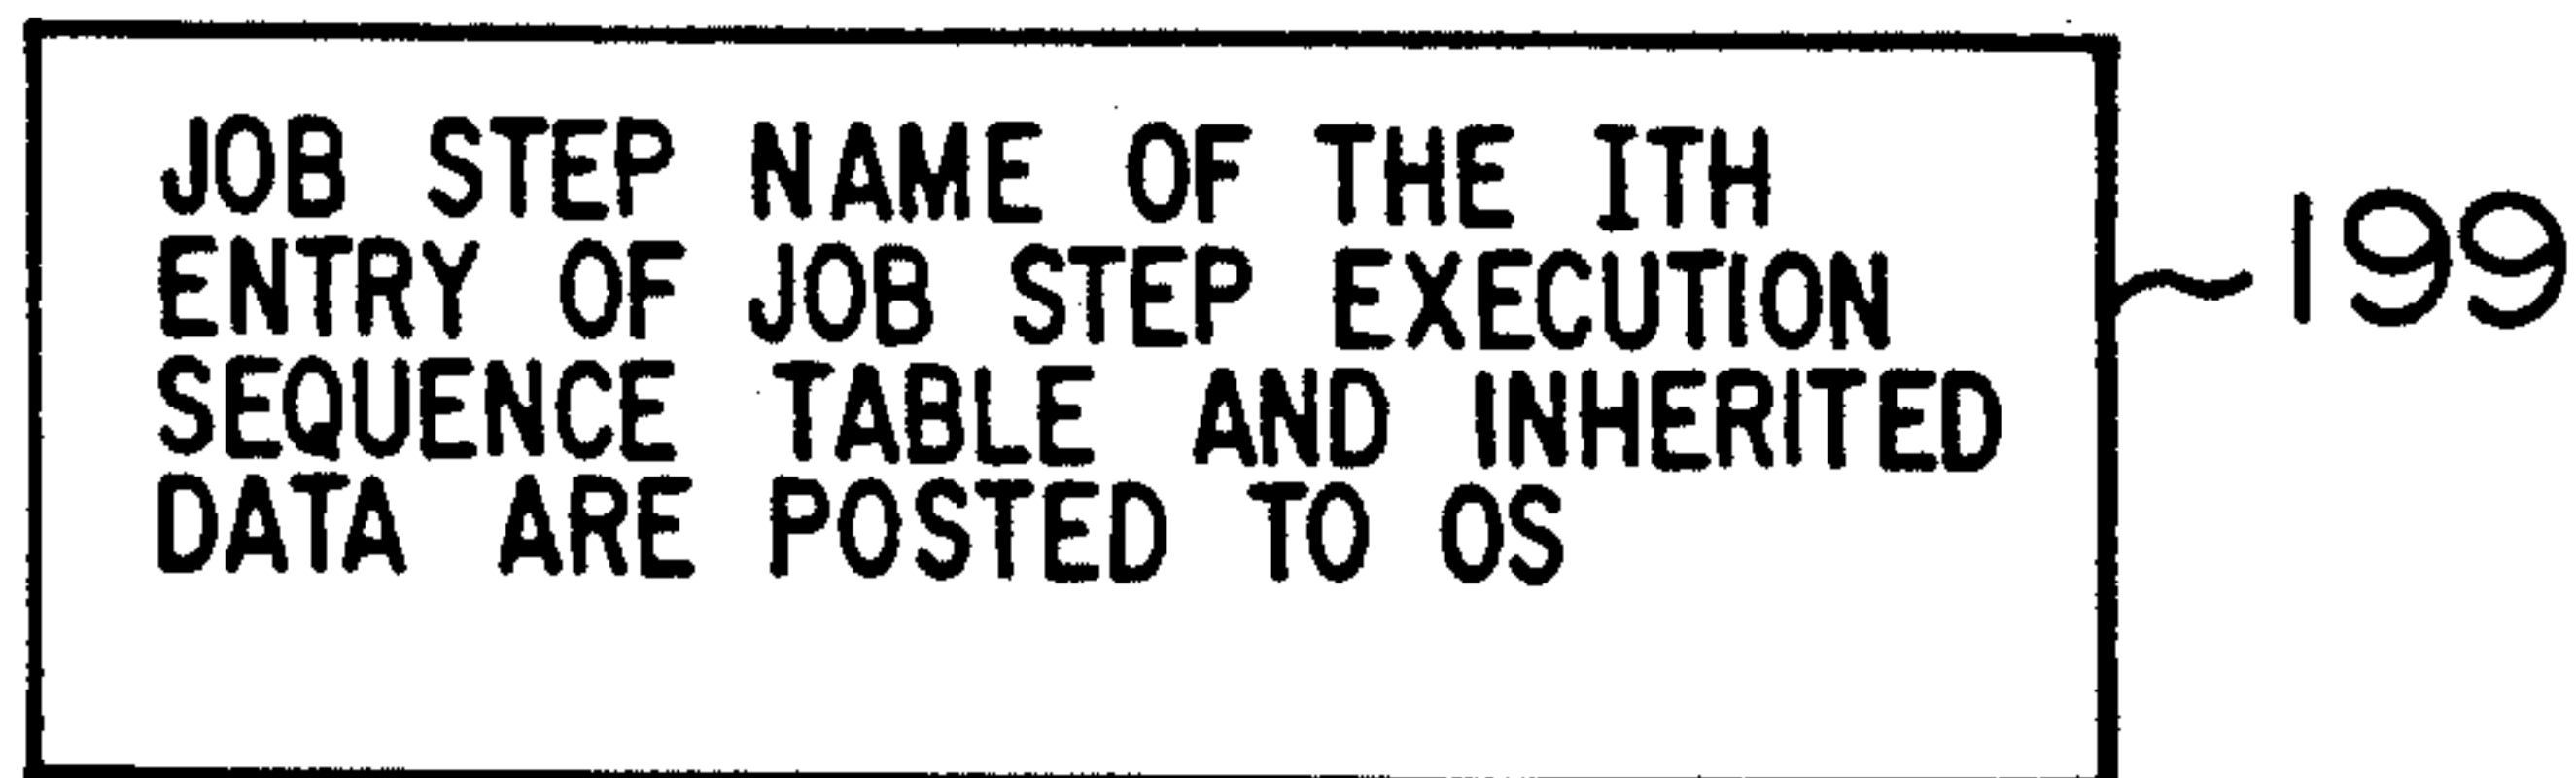 JOB STEP NAME OF THE ITH
ENTRY OF JOB STEP EXECUTION
SEQUENCE TABLE AND INHERITED
DATA ARE POSTED TO OS
199